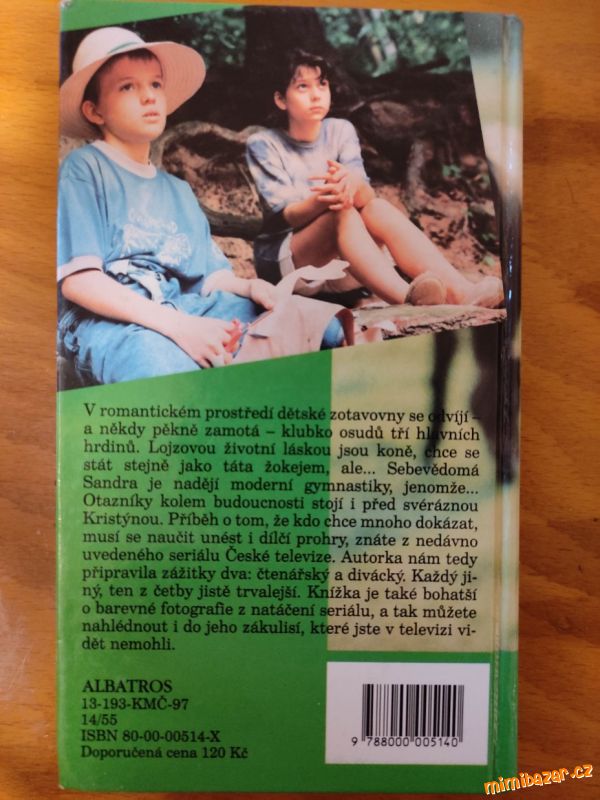 V romantickém prostředí dětské zotavovny se odvíjí –
a někdy pěkně zamotá – klubko osudů tří hlavních
hrdinů. Lojzovou životní láskou jsou koně, chce se
stát stejně jako táta žokejem, ale... Sebevědomá
Sandra je nadějí moderní gymnastiky, jenomže...
Otazníky kolem budoucnosti stojí i před svéráznou
Kristýnou. Příběh o tom, že kdo chce mnoho dokázat,
musí se naučit unést i dílčí prohry, znáte z nedávno
uvedeného seriálu České televize. Autorka nám tedy
připravila zážitky dva: čtenářský a divácký. Každý ji-
ný, ten z četby jistě trvalejší. Knížka je také bohatší
o barevné fotografie z natáčení seriálu, a tak můžete
nahlédnout i do jeho zákulisí, které jste v televizi vi-
dět nemohli.
ALBATROS
13-193-KMČ-97
14/55
ISBN 80-00-00514-X
Doporučená cena 120 Kč
9 788000 005140
mimibazar.cz